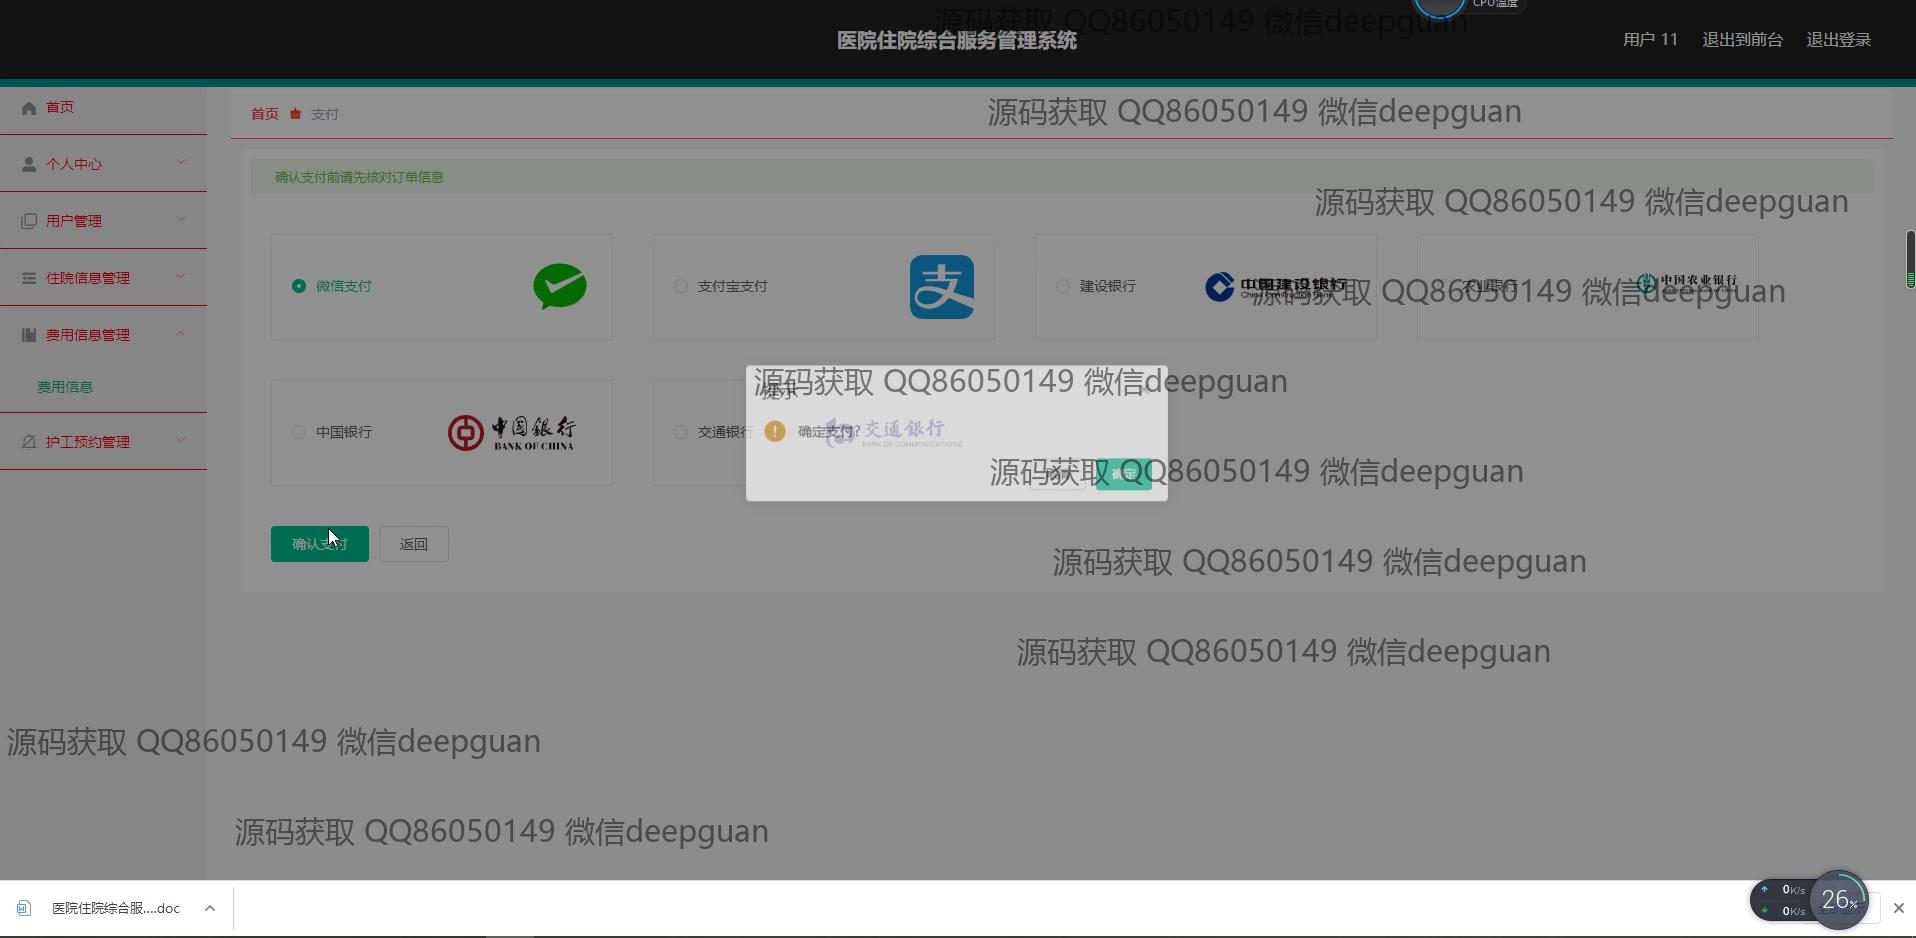 源码获取 QQ86050149 微信deepguan
CPU温度
医院住院综合服务管理系统
用户 11
退出到前台
退出登录
首页
个人中心
用户管理
住院信息管理
费用信息管理
费用信息
护工预约管理
首页 支付
源码获取 QQ86050149 微信deepguan
确认支付前请先核对订单信息
源码获取 QQ86050149 微信deepguan
微信支付
支付宝支付
支
建设银行
中国建设银行
China Construction Bank
农业银行
中国农业银行
源码获取 QQ86050149 微信deepguan
源码获取 QQ86050149 微信deepguan
提示
中国银行
中國銀行
BANK OF CHINA
交通银行
确定支付?
交通銀行
BANK OF COMMUNICATIONS
取消
确定
源码获取 QQ86050149 微信deepguan
确认支付
返回
源码获取 QQ86050149 微信deepguan
源码获取 QQ86050149 微信deepguan
源码获取 QQ86050149 微信deepguan
源码获取 QQ86050149 微信deepguan
医院住院综合服....doc
0K/s
0K/s
26%